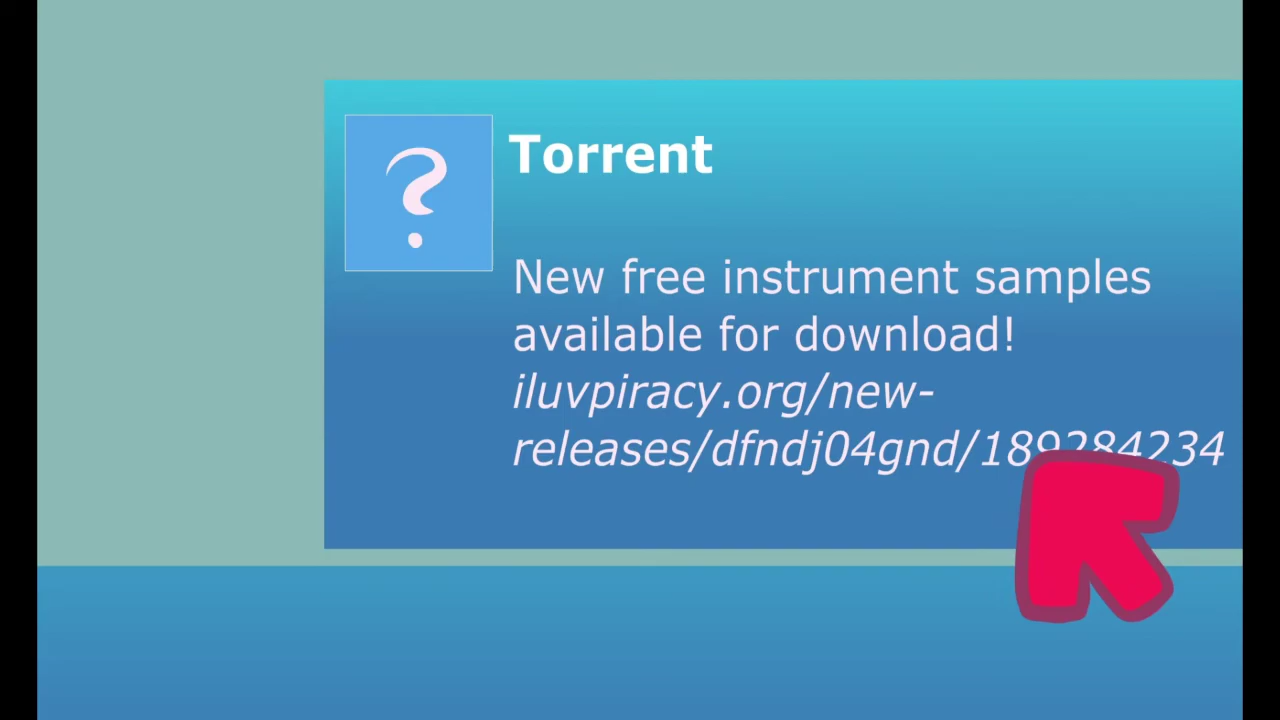 Torrent
New free instrument samples
available for download!
iluvpiracy.org/new-
releases/dfndj04gnd/189284234